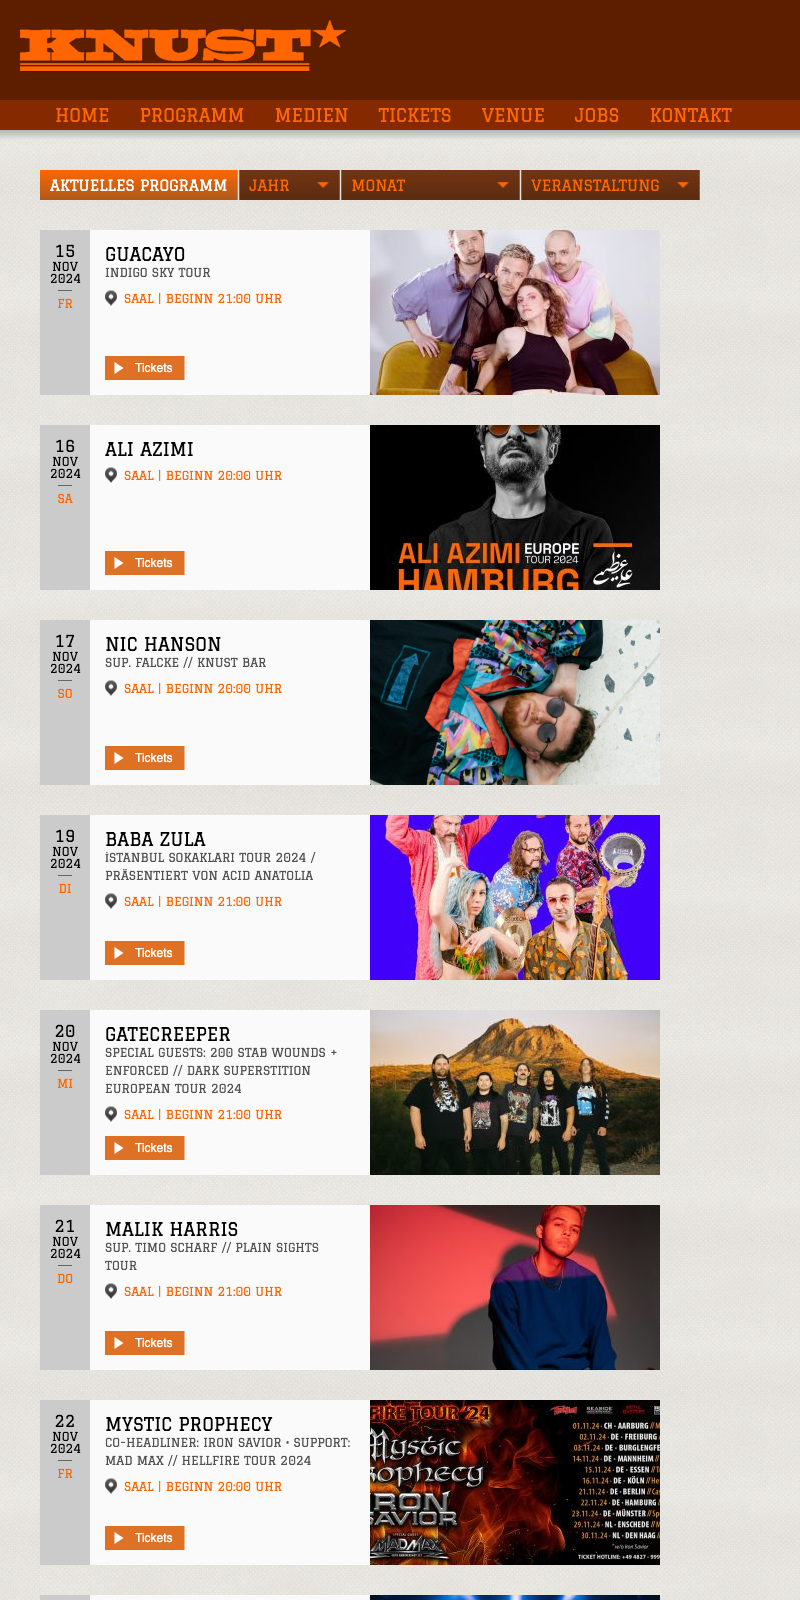 KNUST
HOME PROGRAMM MEDIEN TICKETS VENUE JOBS KONTAKT
AKTUELLES PROGRAMM JAHR MONAT VERANSTALTUNG
15
NOV
2024
FR
GUACAYO
INDIGO SKY TOUR
SAAL | BEGINN 21:00 UHR
Tickets
16
NOV
2024
SA
ALI AZIMI
SAAL | BEGINN 20:00 UHR
Tickets
ALI AZIMI EUROPE
TOUR 2024
HAMBURG
17
NOV
2024
SO
NIC HANSON
SUP. FALCKE // KNUST BAR
SAAL | BEGINN 20:00 UHR
Tickets
19
NOV
2024
DI
BABA ZULA
İSTANBUL SOKAKLARI TOUR 2024 /
PRÄSENTIERT VON ACID ANATOLIA
SAAL | BEGINN 21:00 UHR
Tickets
20
NOV
2024
MI
GATECREEPER
SPECIAL GUESTS: 200 STAB WOUNDS +
ENFORCED // DARK SUPERSTITION
EUROPEAN TOUR 2024
SAAL | BEGINN 21:00 UHR
Tickets
21
NOV
2024
DO
MALIK HARRIS
SUP. TIMO SCHARF // PLAIN SIGHTS
TOUR
SAAL | BEGINN 21:00 UHR
Tickets
22
NOV
2024
FR
MYSTIC PROPHECY
CO-HEADLINER: IRON SAVIOR • SUPPORT:
MAD MAX // HELLFIRE TOUR 2024
SAAL | BEGINN 20:00 UHR
Tickets
FIRE TOUR '24
Mystic
rophecy
IRON
SAVIOR
SPECIAL GUEST
MAD MAX
01.11.24 · CH - AARBURG //
02.11.24 · DE - FREIBURG
03.11.24 · DE - BURGLENGFE
14.11.24 · DE - MANNHEIM //
15.11.24 · DE - ESSEN //
16.11.24 · DE - KÖLN //
21.11.24 · DE - BERLIN //
22.11.24 · DE - HAMBURG /
23.11.24 · DE - MÜNSTER //
29.11.24 · NL - ENSCHEDE //
30.11.24 · NL - DEN HAAG /
* w/o Iron Savior
TICKET HOTLINE: +49 4827 - 999